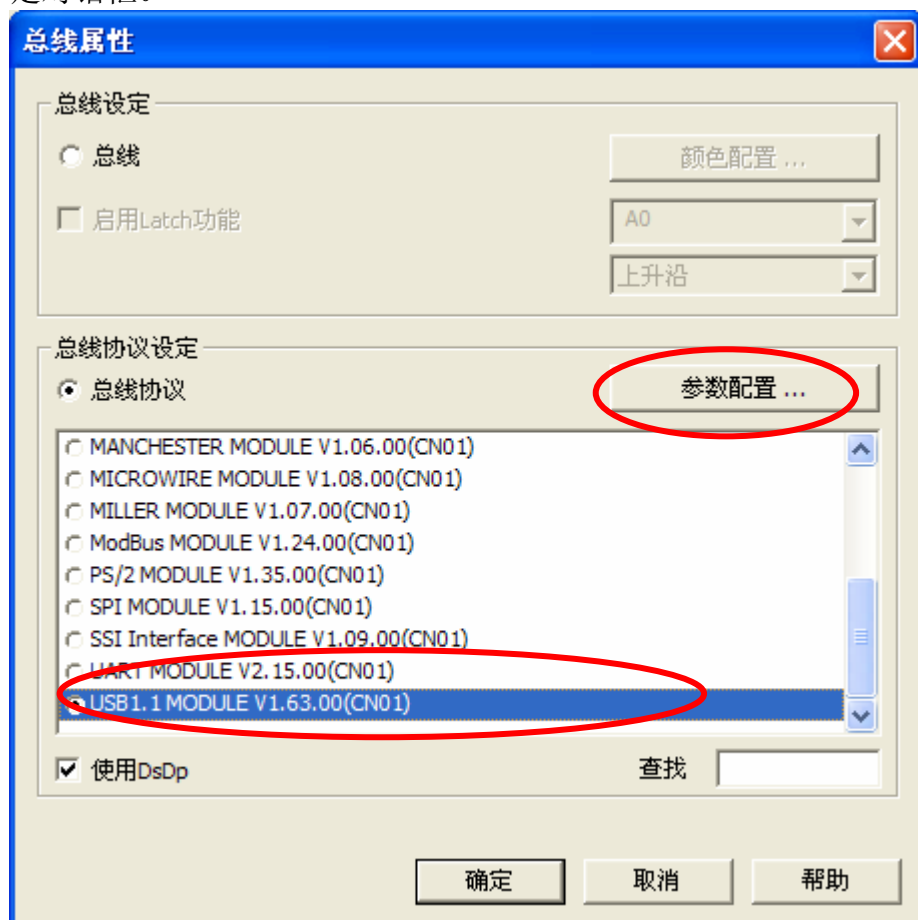 总线属性
总线设定
总线
颜色配置 ...
启用Latch功能
A0
上升沿
总线协议设定
总线协议
参数配置 ...
MANCHESTER MODULE V1.06.00(CN01)
MICROWIRE MODULE V1.08.00(CN01)
MILLER MODULE V1.07.00(CN01)
ModBus MODULE V1.24.00(CN01)
PS/2 MODULE V1.35.00(CN01)
SPI MODULE V1.15.00(CN01)
SSI Interface MODULE V1.09.00(CN01)
UART MODULE V2.15.00(CN01)
USB1.1 MODULE V1.63.00(CN01)
使用DsDp
查找
确定
取消
帮助